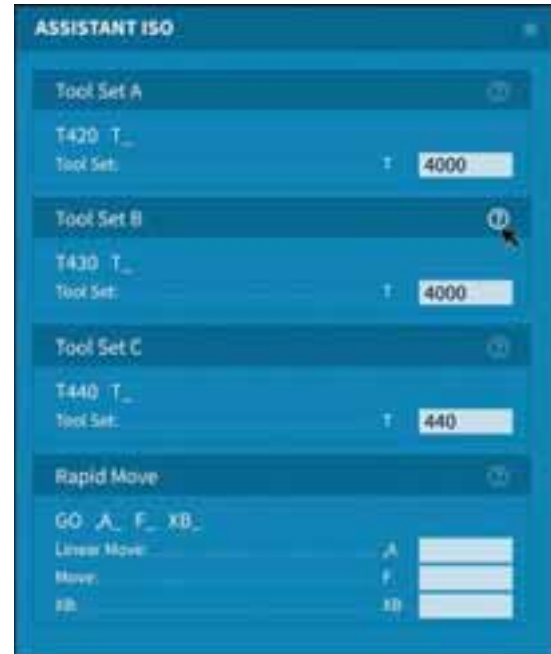 ASSISTANT ISO
Tool Set A
T420 T_
Tool Set: T 4000
Tool Set B
T430 T_
Tool Set: T 4000
Tool Set C
T440 T_
Tool Set: T 440
Rapid Move
GO ,A_ F_ XB_
Linear Move: ,A
Move: F
XB: XB